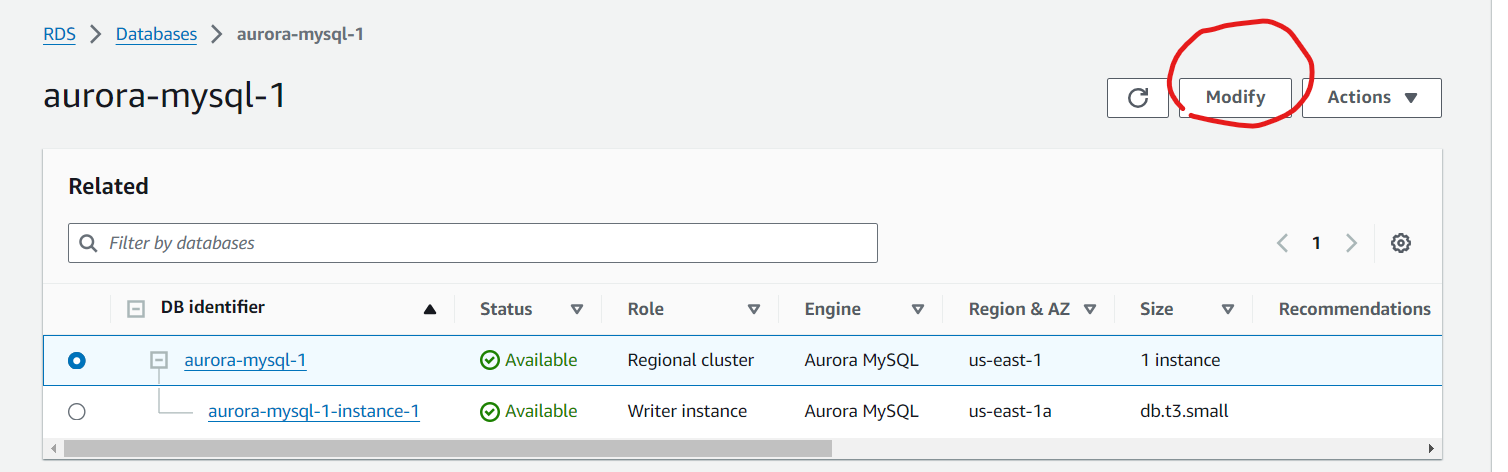 RDS Databases aurora-mysql-1
aurora-mysql-1
Modify Actions
Related
Filter by databases
1
DB identifier Status Role Engine Region & AZ Size Recommendations
aurora-mysql-1 Available Regional cluster Aurora MySQL us-east-1 1 instance
aurora-mysql-1-instance-1 Available Writer instance Aurora MySQL us-east-1a db.t3.small